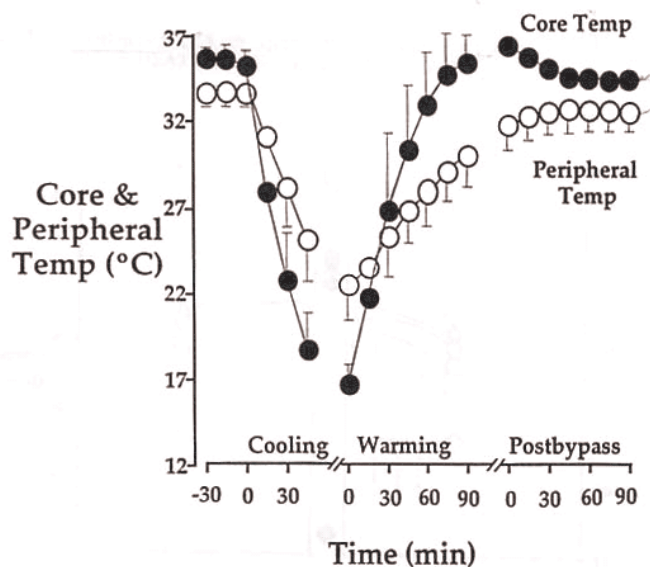 Core Temp
37
32
27
22
17
12
Core &
Peripheral
Temp (°C)
Peripheral
Temp
Cooling
Warming
Postbypass
-30 0 30 0 30 60 90 0 30 60 90
Time (min)